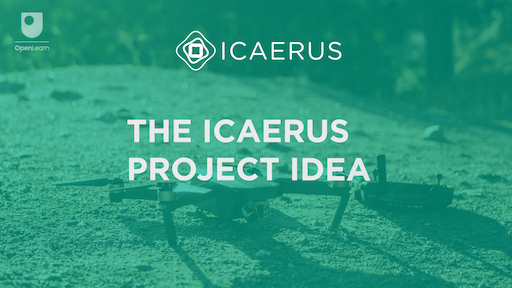 OpenLearn
ICAERUS
THE ICAERUS
PROJECT IDEA